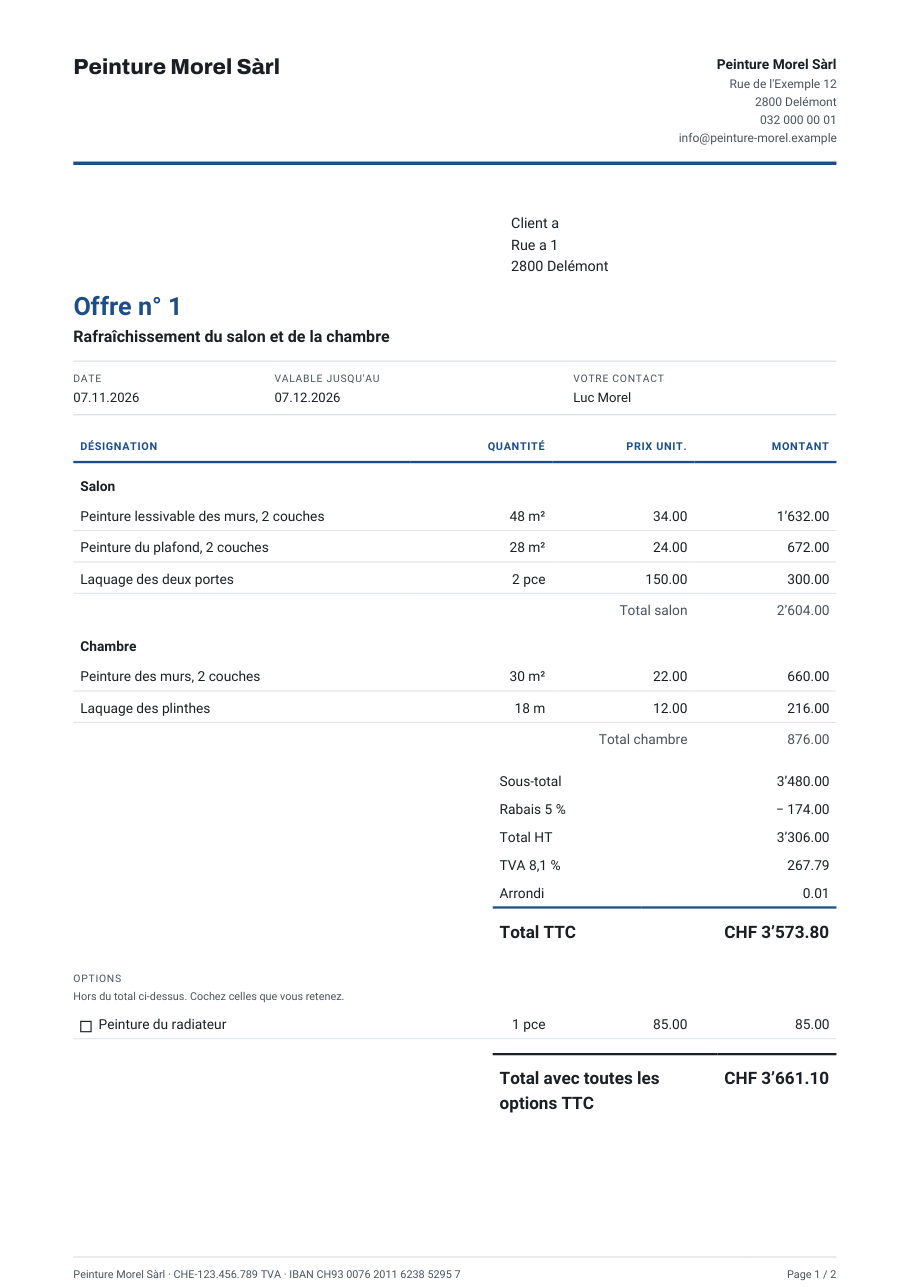 Peinture Morel Sàrl
Peinture Morel Sàrl
Rue de l'Exemple 12
2800 Delémont
032 000 00 01
info@peinture-morel.example
Client a
Rue a 1
2800 Delémont
Offre n° 1
Rafraîchissement du salon et de la chambre
DATE VALABLE JUSQU'AU VOTRE CONTACT
07.11.2026 07.12.2026 Luc Morel
DÉSIGNATION QUANTITÉ PRIX UNIT. MONTANT
Salon
Peinture lessivable des murs, 2 couches 48 m² 34.00 1’632.00
Peinture du plafond, 2 couches 28 m² 24.00 672.00
Laquage des deux portes 2 pce 150.00 300.00
Total salon 2’604.00
Chambre
Peinture des murs, 2 couches 30 m² 22.00 660.00
Laquage des plinthes 18 m 12.00 216.00
Total chambre 876.00
Sous-total 3’480.00
Rabais 5 % − 174.00
Total HT 3’306.00
TVA 8,1 % 267.79
Arrondi 0.01
Total TTC CHF 3’573.80
OPTIONS
Hors du total ci-dessus. Cochez celles que vous retenez.
☐ Peinture du radiateur 1 pce 85.00 85.00
Total avec toutes les CHF 3’661.10
options TTC
Peinture Morel Sàrl · CHE-123.456.789 TVA · IBAN CH93 0076 2011 6238 5295 7 Page 1 / 2